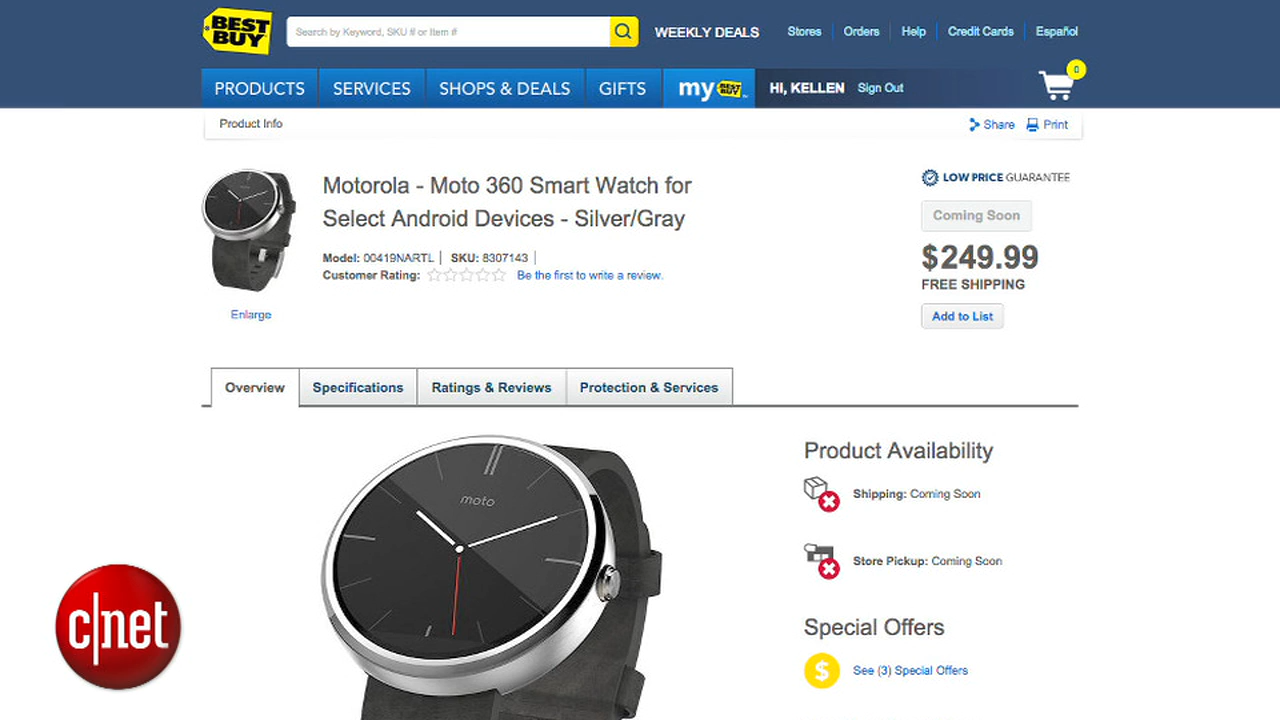 BEST BUY
Search by Keyword, SKU # or Item #
WEEKLY DEALS
Stores
Orders
Help
Credit Cards
Español
PRODUCTS
SERVICES
SHOPS & DEALS
GIFTS
my BEST BUY
HI, KELLEN
Sign Out
0
Product Info
Share
Print
Motorola - Moto 360 Smart Watch for
Select Android Devices - Silver/Gray
Model: 00419NARTL | SKU: 8307143 |
Customer Rating:
Be the first to write a review.
Enlarge
LOW PRICE GUARANTEE
Coming Soon
$249.99
FREE SHIPPING
Add to List
Overview
Specifications
Ratings & Reviews
Protection & Services
moto
Product Availability
Shipping: Coming Soon
Store Pickup: Coming Soon
Special Offers
$
See (3) Special Offers
c|net